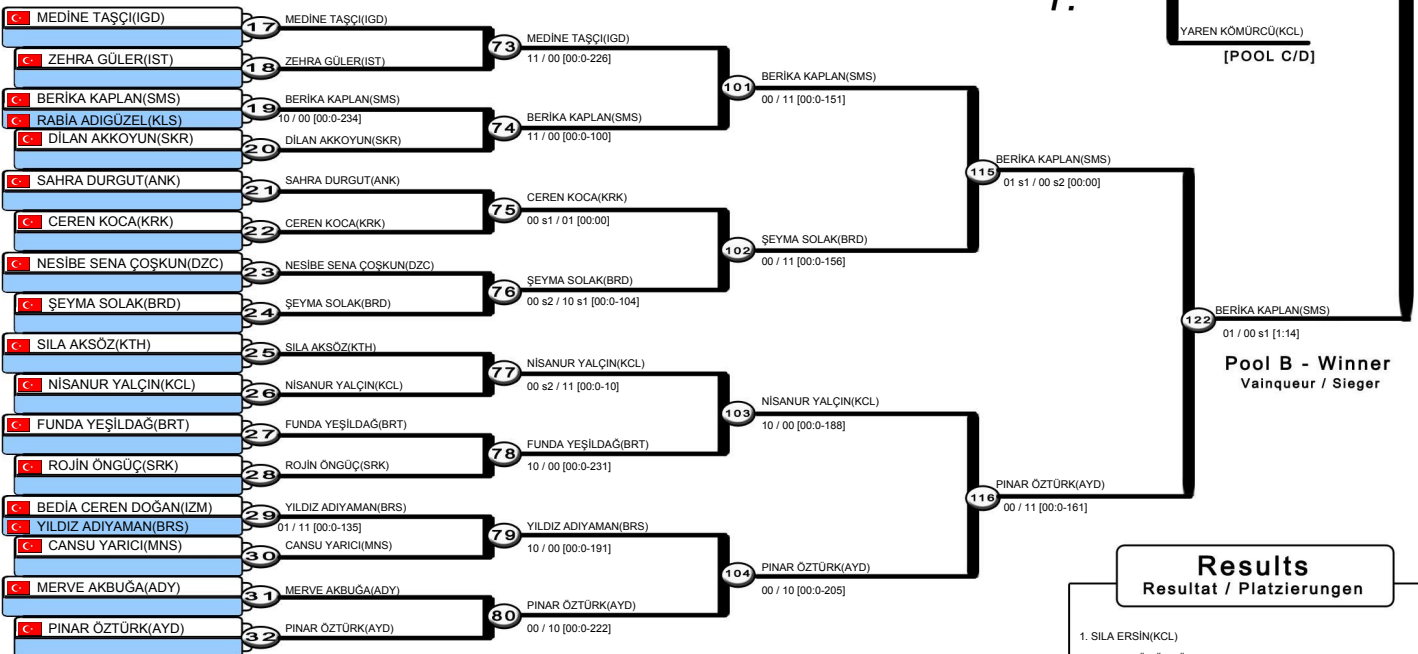 1.
YAREN KÖMÜRCÜ(KCL)
[POOL C/D]
MEDİNE TAŞÇI(IGD)
ZEHRA GÜLER(IST)
BERİKA KAPLAN(SMS)
RABİA ADIGÜZEL(KLS)
DİLAN AKKOYUN(SKR)
SAHRA DURGUT(ANK)
CEREN KOCA(KRK)
NESİBE SENA ÇOŞKUN(DZC)
ŞEYMA SOLAK(BRD)
SILA AKSÖZ(KTH)
NİSANUR YALÇIN(KCL)
FUNDA YEŞİLDAĞ(BRT)
ROJİN ÖNGÜÇ(SRK)
BEDİA CEREN DOĞAN(IZM)
YILDIZ ADIYAMAN(BRS)
CANSU YARICI(MNS)
MERVE AKBUĞA(ADY)
PINAR ÖZTÜRK(AYD)
17 MEDİNE TAŞÇI(IGD)
18 ZEHRA GÜLER(IST)
19 BERİKA KAPLAN(SMS)
10 / 00 [00:0-234]
20 DİLAN AKKOYUN(SKR)
21 SAHRA DURGUT(ANK)
22 CEREN KOCA(KRK)
23 NESİBE SENA ÇOŞKUN(DZC)
24 ŞEYMA SOLAK(BRD)
25 SILA AKSÖZ(KTH)
26 NİSANUR YALÇIN(KCL)
27 FUNDA YEŞİLDAĞ(BRT)
28 ROJİN ÖNGÜÇ(SRK)
29 YILDIZ ADIYAMAN(BRS)
01 / 11 [00:0-135]
30 CANSU YARICI(MNS)
31 MERVE AKBUĞA(ADY)
32 PINAR ÖZTÜRK(AYD)
73 MEDİNE TAŞÇI(IGD)
11 / 00 [00:0-226]
74 BERİKA KAPLAN(SMS)
11 / 00 [00:0-100]
75 CEREN KOCA(KRK)
00 s1 / 01 [00:00]
76 ŞEYMA SOLAK(BRD)
00 s2 / 10 s1 [00:0-104]
77 NİSANUR YALÇIN(KCL)
00 s2 / 11 [00:0-10]
78 FUNDA YEŞİLDAĞ(BRT)
10 / 00 [00:0-231]
79 YILDIZ ADIYAMAN(BRS)
10 / 00 [00:0-191]
80 PINAR ÖZTÜRK(AYD)
00 / 10 [00:0-222]
101 BERİKA KAPLAN(SMS)
00 / 11 [00:0-151]
102 ŞEYMA SOLAK(BRD)
00 / 11 [00:0-156]
103 NİSANUR YALÇIN(KCL)
10 / 00 [00:0-188]
104 PINAR ÖZTÜRK(AYD)
00 / 10 [00:0-205]
115 BERİKA KAPLAN(SMS)
01 s1 / 00 s2 [00:00]
116 PINAR ÖZTÜRK(AYD)
00 / 11 [00:0-161]
122 BERİKA KAPLAN(SMS)
01 / 00 s1 [1:14]
Pool B - Winner
Vainqueur / Sieger
Results
Resultat / Platzierungen
1. SILA ERSİN(KCL)